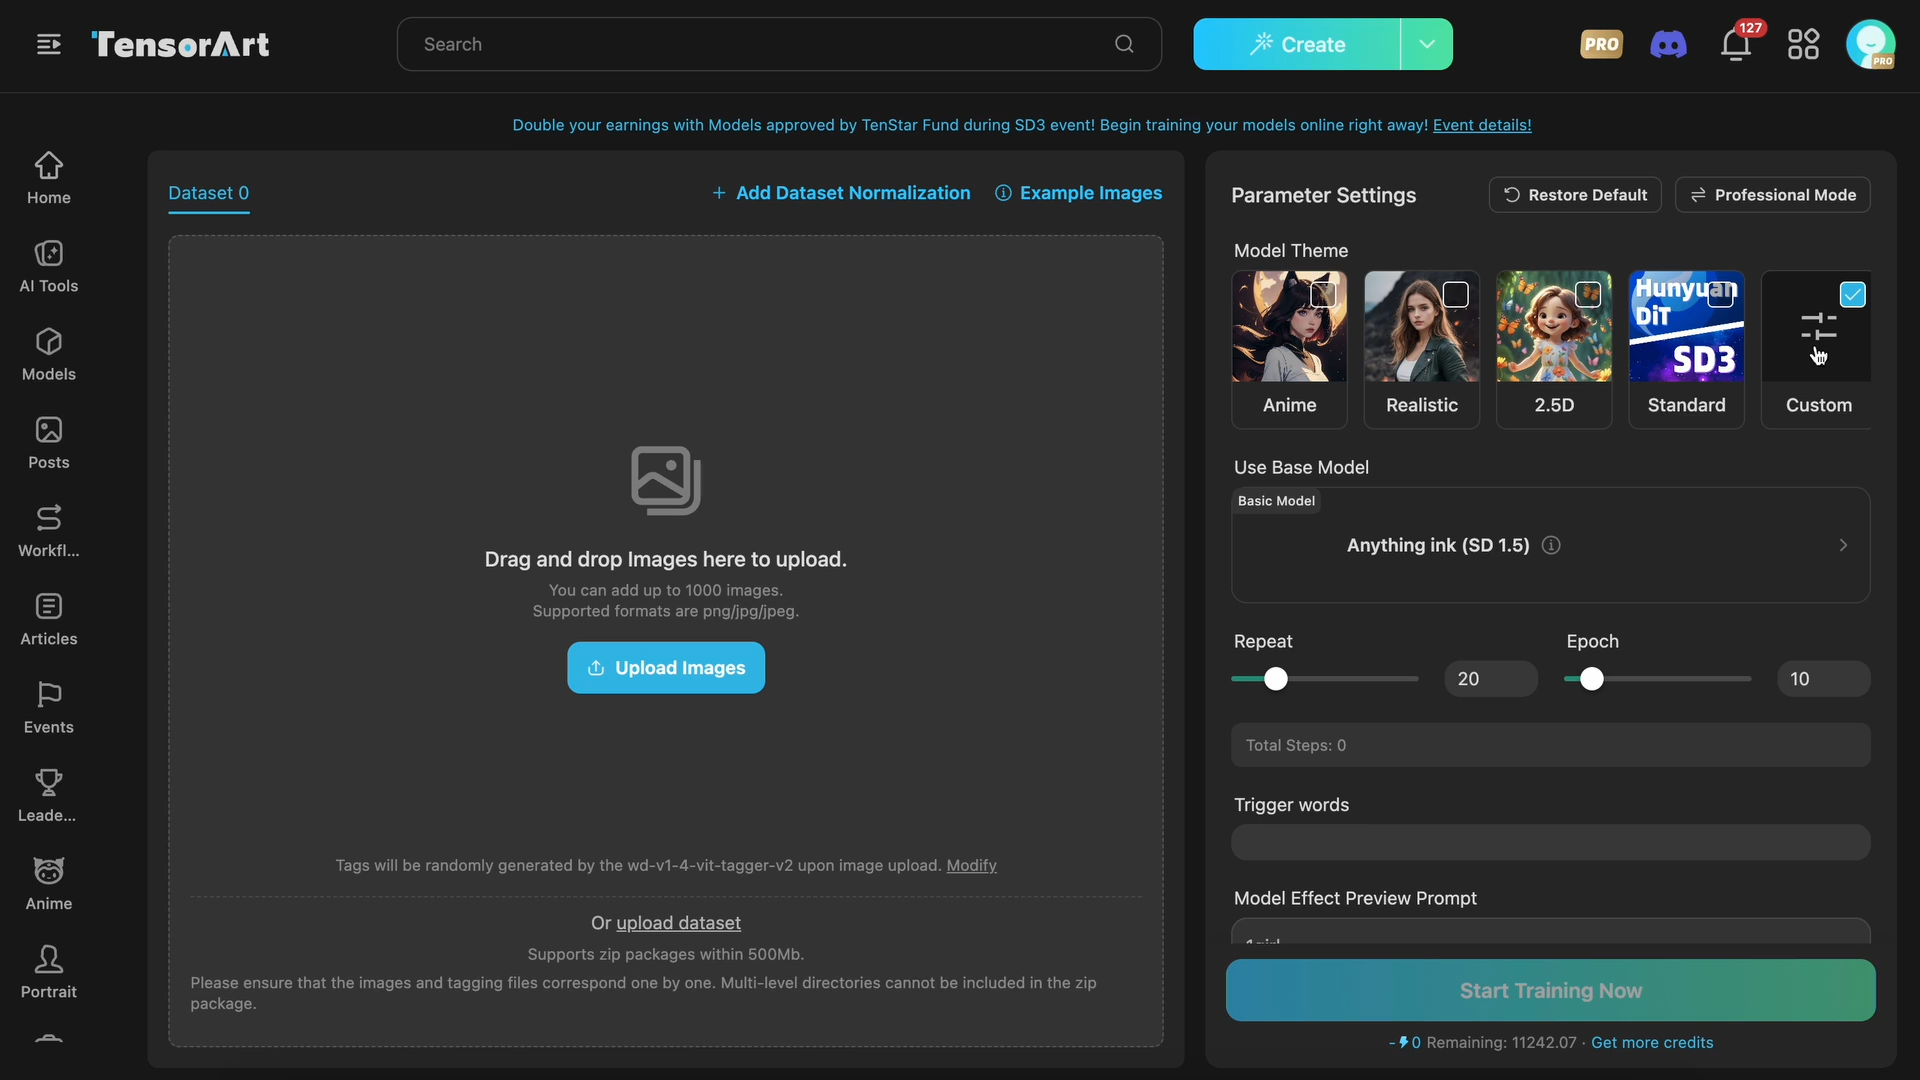 TensorArt
Search
Create
PRO
127
PRO
Double your earnings with Models approved by TenStar Fund during SD3 event! Begin training your models online right away! Event details!
Home
AI Tools
Models
Posts
Workfl...
Articles
Events
Leade...
Anime
Portrait
Dataset 0
+ Add Dataset Normalization
Example Images
Drag and drop Images here to upload.
You can add up to 1000 images.
Supported formats are png/jpg/jpeg.
Upload Images
Tags will be randomly generated by the wd-v1-4-vit-tagger-v2 upon image upload. Modify
Or upload dataset
Supports zip packages within 500Mb.
Please ensure that the images and tagging files correspond one by one. Multi-level directories cannot be included in the zip
package.
Parameter Settings
Restore Default
Professional Mode
Model Theme
Hunyuan
DiT
SD3
Anime
Realistic
2.5D
Standard
Custom
Use Base Model
Basic Model
Anything ink (SD 1.5)
Repeat
Epoch
20
10
Total Steps: 0
Trigger words
Model Effect Preview Prompt
1girl
Start Training Now
-0 Remaining: 11242.07 · Get more credits